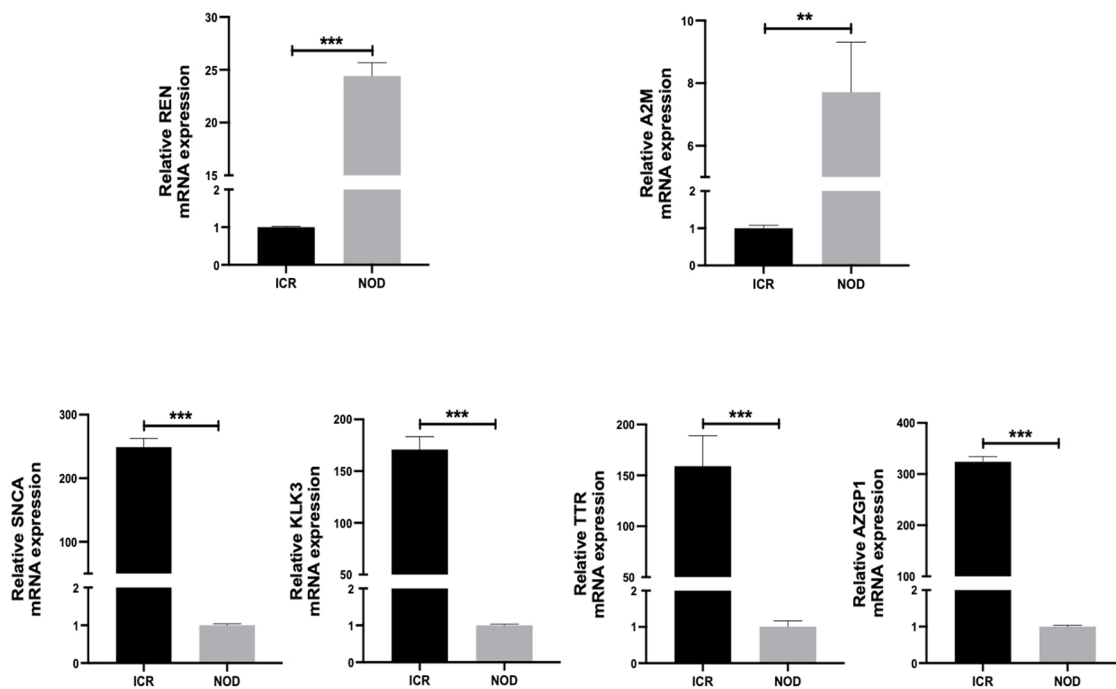 Relative REN
mRNA expression
30
25
20
15
2
1
0
***
ICR
NOD
Relative A2M
mRNA expression
10
8
6
2
1
0
**
ICR
NOD
Relative SNCA
mRNA expression
300
200
100
2
1
0
***
ICR
NOD
Relative KLK3
mRNA expression
200
150
100
50
2
1
0
***
ICR
NOD
Relative TTR
mRNA expression
200
150
100
50
2
1
0
***
ICR
NOD
Relative AZGP1
mRNA expression
400
300
200
100
2
1
0
***
ICR
NOD